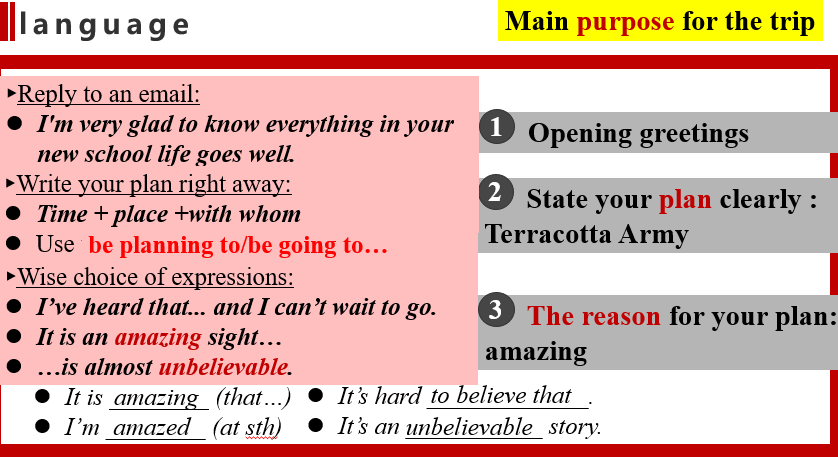 language
Main purpose for the trip
▸Reply to an email:
● I'm very glad to know everything in your
new school life goes well.
▸Write your plan right away:
● Time + place +with whom
● Use be planning to/be going to…
▸Wise choice of expressions:
● I’ve heard that... and I can’t wait to go.
● It is an amazing sight…
● …is almost unbelievable.
1 Opening greetings
2 State your plan clearly :
Terracotta Army
3 The reason for your plan:
amazing
● It is amazing (that…) ● It’s hard to believe that .
● I’m amazed (at sth) ● It’s an unbelievable story.